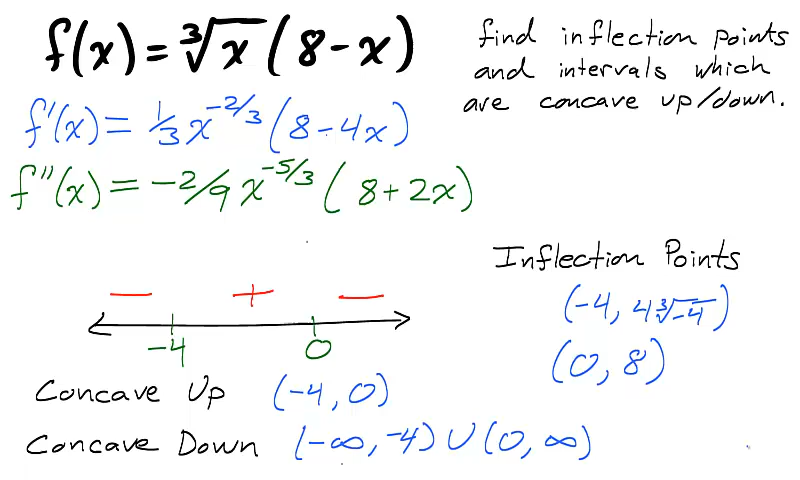 f(x) = ∛x (8 - x)
find inflection points
and intervals which
are concave up/down.
f'(x) = 1/3 x^(-2/3) (8 - 4x)
f''(x) = -2/9 x^(-5/3) (8 + 2x)
Inflection Points
(-4, 4∛-4)
(0, 8)
— + —
-4 0
Concave Up (-4, 0)
Concave Down (-∞, -4) ∪ (0, ∞)